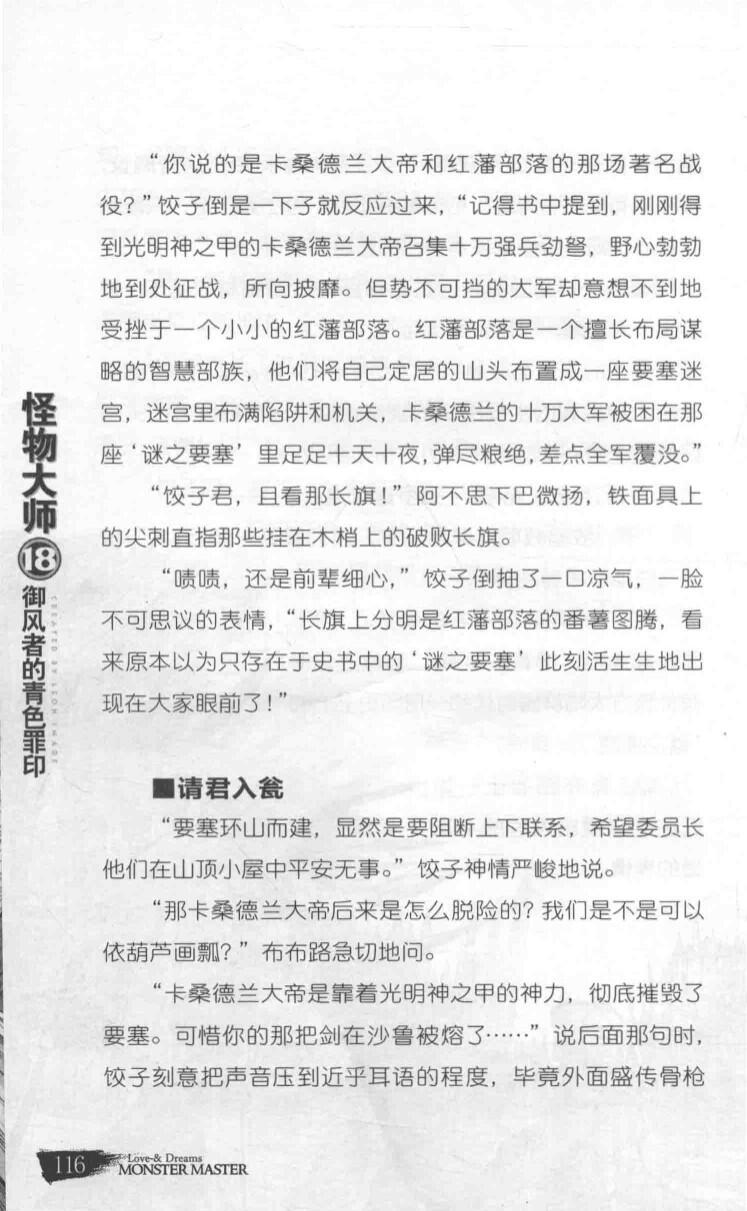 “你说的是卡桑德兰大帝和红藩部落的那场著名战
役？”饺子倒是一下子就反应过来，“记得书中提到，刚刚得
到光明神之甲的卡桑德兰大帝召集十万强兵劲弩，野心勃勃
地到处征战，所向披靡。但势不可挡的大军却意想不到地
受挫于一个小小的红藩部落。红藩部落是一个擅长布局谋
略的智慧部族，他们将自己定居的山头布置成一座要塞迷
宫，迷宫里布满陷阱和机关，卡桑德兰的十万大军被困在那
座‘谜之要塞’里足足十天十夜，弹尽粮绝，差点全军覆没。”
“饺子君，且看那长旗！”阿不思下巴微扬，铁面具上
的尖刺直指那些挂在木梢上的破败长旗。
“啧啧，还是前辈细心，”饺子倒抽了一口凉气，一脸
不可思议的表情，“长旗上分明是红藩部落的番薯图腾，看
来原本以为只存在于史书中的‘谜之要塞’此刻活生生地出
现在大家眼前了！”
■请君入瓮
“要塞环山而建，显然是要阻断上下联系，希望委员长
他们在山顶小屋中平安无事。”饺子神情严峻地说。
“那卡桑德兰大帝后来是怎么脱险的？我们是不是可以
依葫芦画瓢？”布布路急切地问。
“卡桑德兰大帝是靠着光明神之甲的神力，彻底摧毁了
要塞。可惜你的那把剑在沙鲁被熔了……”说后面那句时，
饺子刻意把声音压到近乎耳语的程度，毕竟外面盛传骨枪
怪物大师⑱御风者的青色罪印
CREATED BY LEON IMAGE
116
Love & Dreams
MONSTER MASTER